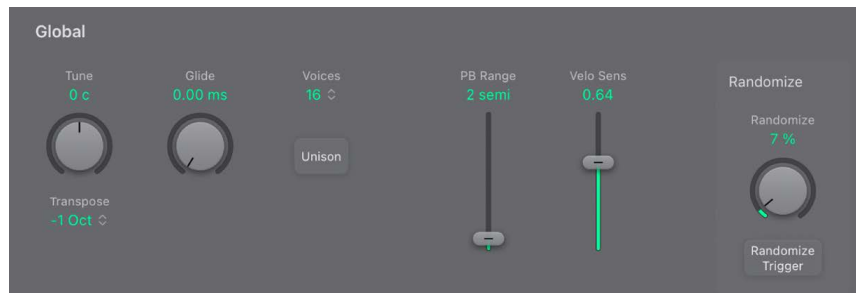 Global
Tune
0 c
Glide
0.00 ms
Voices
16
PB Range
2 semi
Velo Sens
0.64
Randomize
Randomize
7 %
Unison
Transpose
-1 Oct
Randomize
Trigger